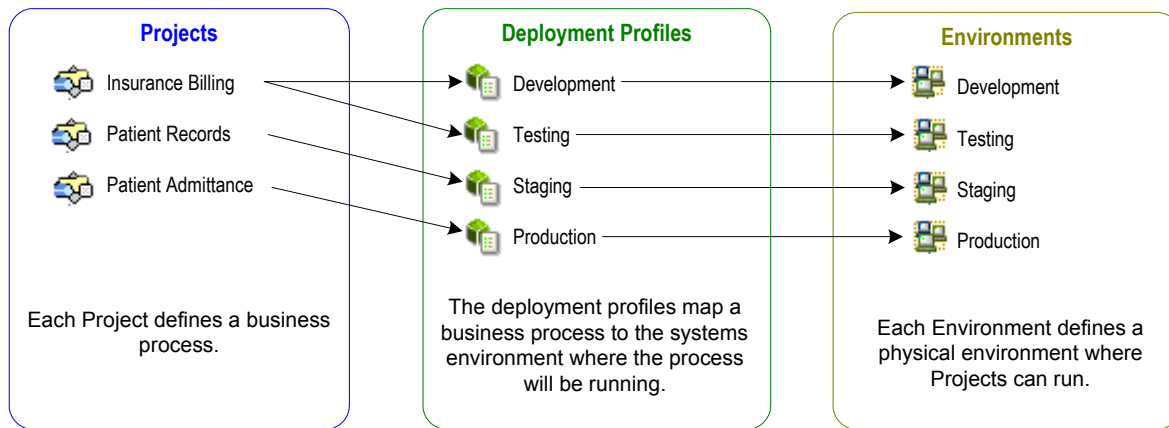 Projects
Insurance Billing
Patient Records
Patient Admittance
Each Project defines a business
process.
Deployment Profiles
Development
Testing
Staging
Production
The deployment profiles map a
business process to the systems
environment where the process
will be running.
Environments
Development
Testing
Staging
Production
Each Environment defines a
physical environment where
Projects can run.